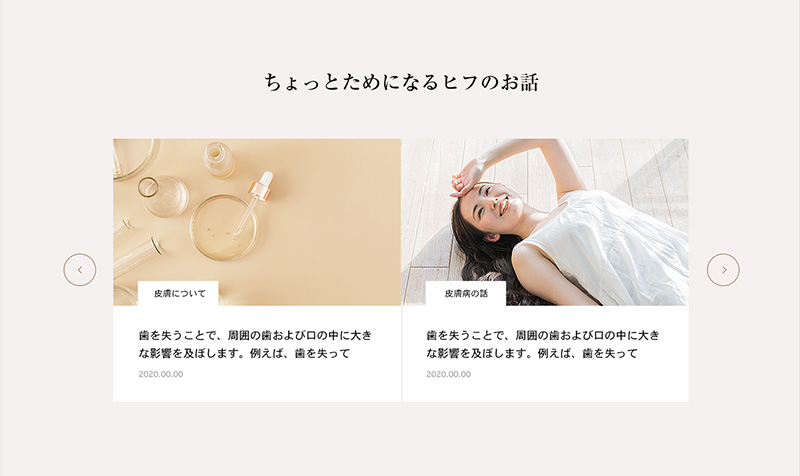 ちょっとためになるヒフのお話
皮膚について
歯を失うことで、周囲の歯および口の中に大き
な影響を及ぼします。例えば、歯を失って
2020.00.00
皮膚病の話
歯を失うことで、周囲の歯および口の中に大き
な影響を及ぼします。例えば、歯を失って
2020.00.00